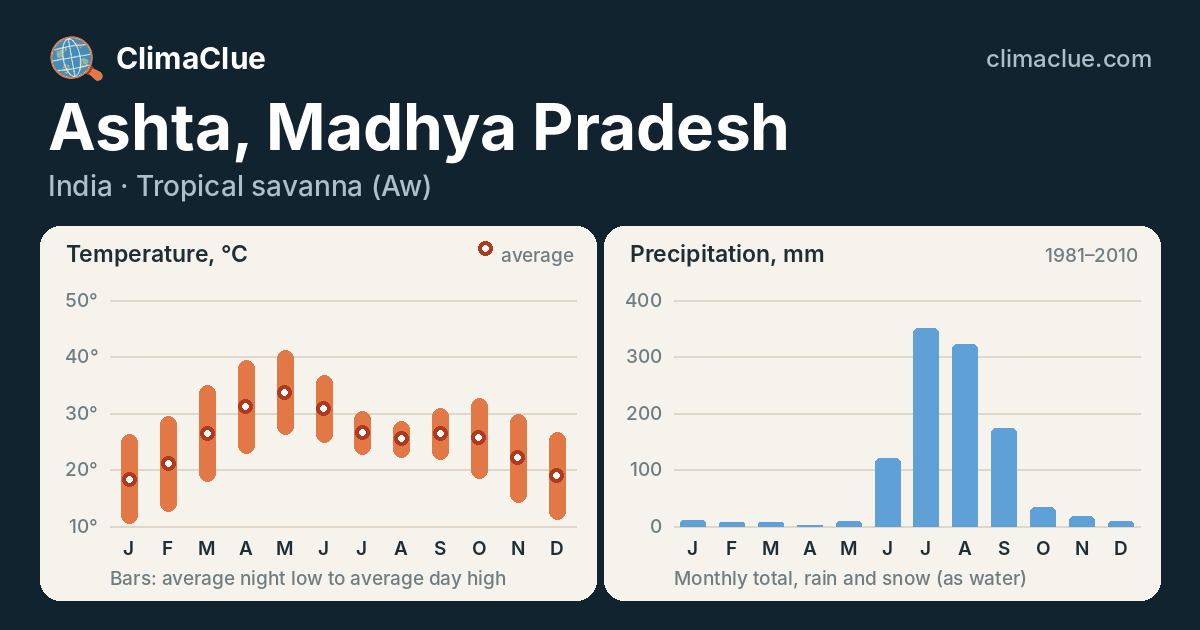 ClimaClue
climaclue.com
Ashta, Madhya Pradesh
India · Tropical savanna (Aw)
Temperature, °C
average
50°
40°
30°
20°
10°
J F M A M J J A S O N D
Bars: average night low to average day high
Precipitation, mm
1981–2010
400
300
200
100
0
J F M A M J J A S O N D
Monthly total, rain and snow (as water)